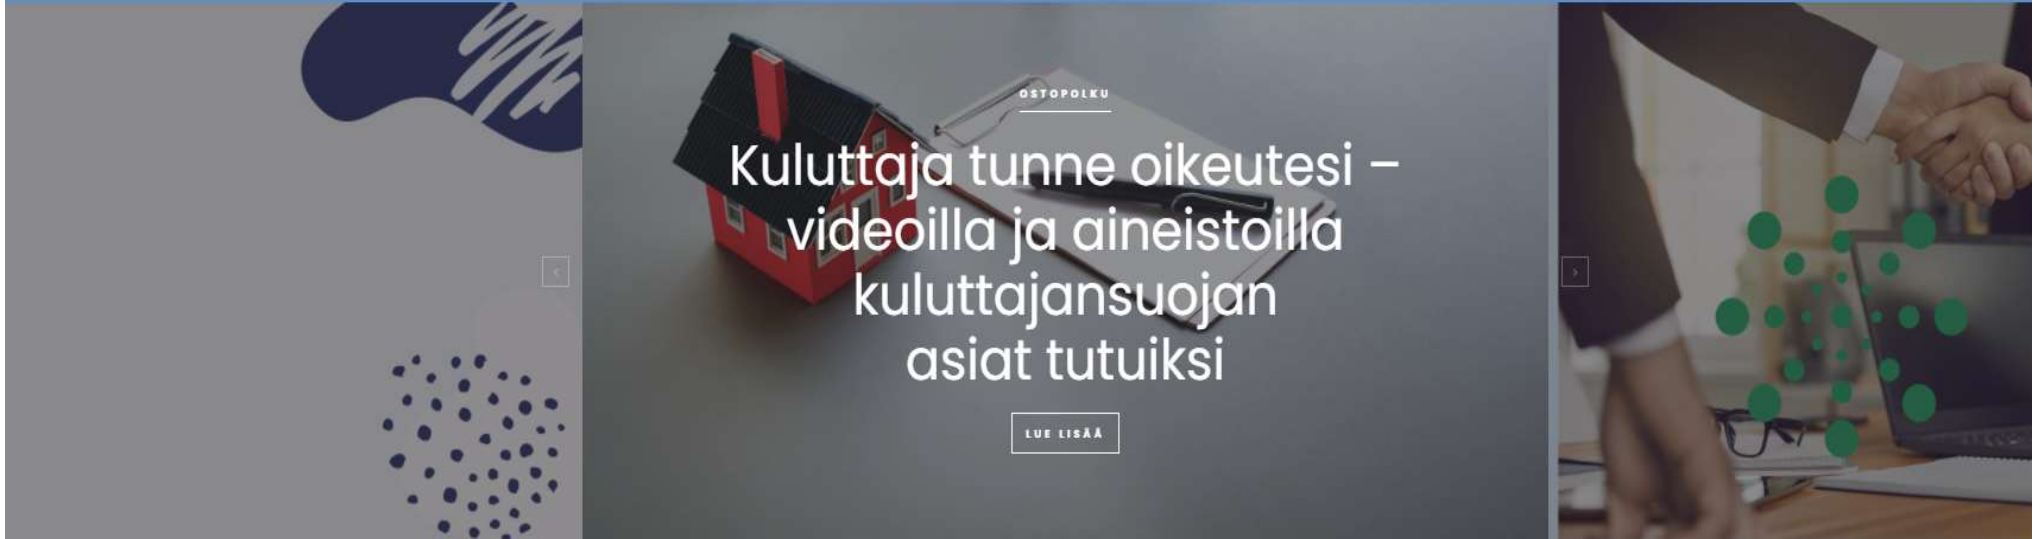 OSTOPOLKU
Kuluttaja tunne oikeutesi –
videoilla ja aineistoilla
kuluttajansuojan
asiat tutuiksi
LUE LISÄÄ